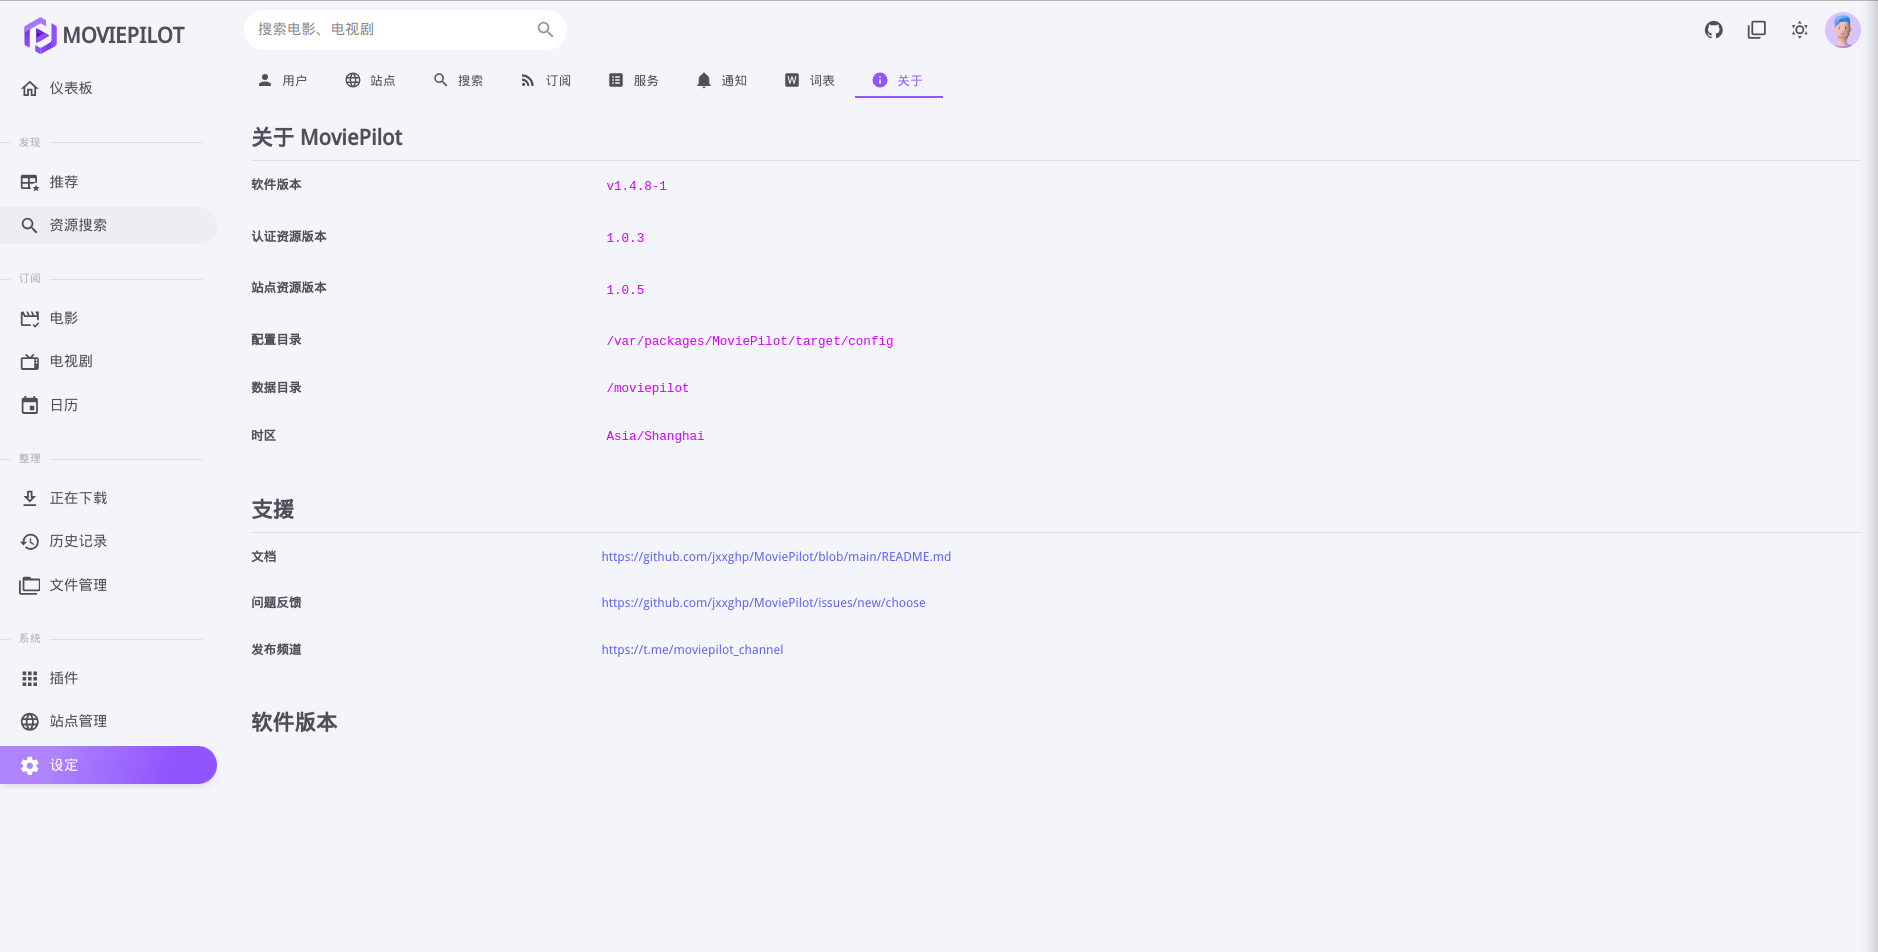 MOVIEPILOT
搜索电影、电视剧
仪表板
发现
推荐
资源搜索
订阅
电影
电视剧
日历
整理
正在下载
历史记录
文件管理
系统
插件
站点管理
设定
用户
站点
搜索
订阅
服务
通知
词表
关于
关于 MoviePilot
软件版本 v1.4.8-1
认证资源版本 1.0.3
站点资源版本 1.0.5
配置目录 /var/packages/MoviePilot/target/config
数据目录 /moviepilot
时区 Asia/Shanghai
支援
文档 https://github.com/jxxghp/MoviePilot/blob/main/README.md
问题反馈 https://github.com/jxxghp/MoviePilot/issues/new/choose
发布频道 https://t.me/moviepilot_channel
软件版本